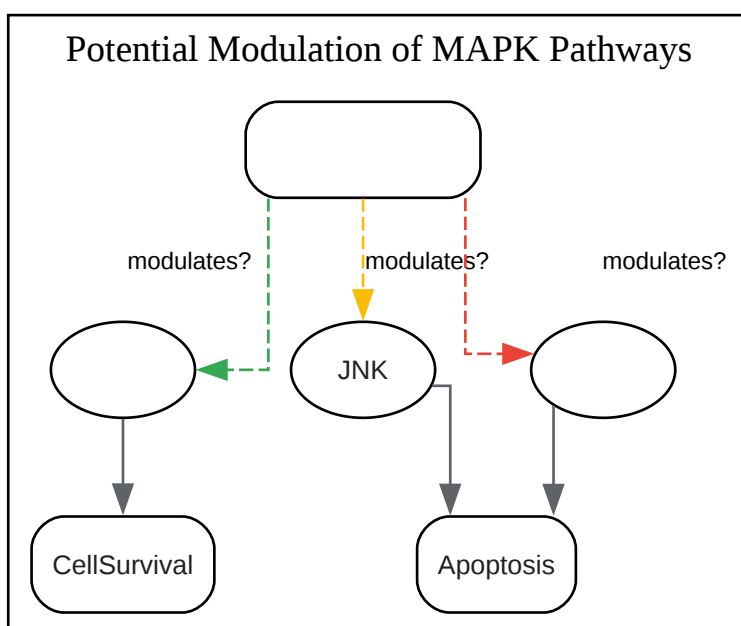 Potential Modulation of MAPK Pathways
modulates? modulates? modulates?
JNK
CellSurvival Apoptosis